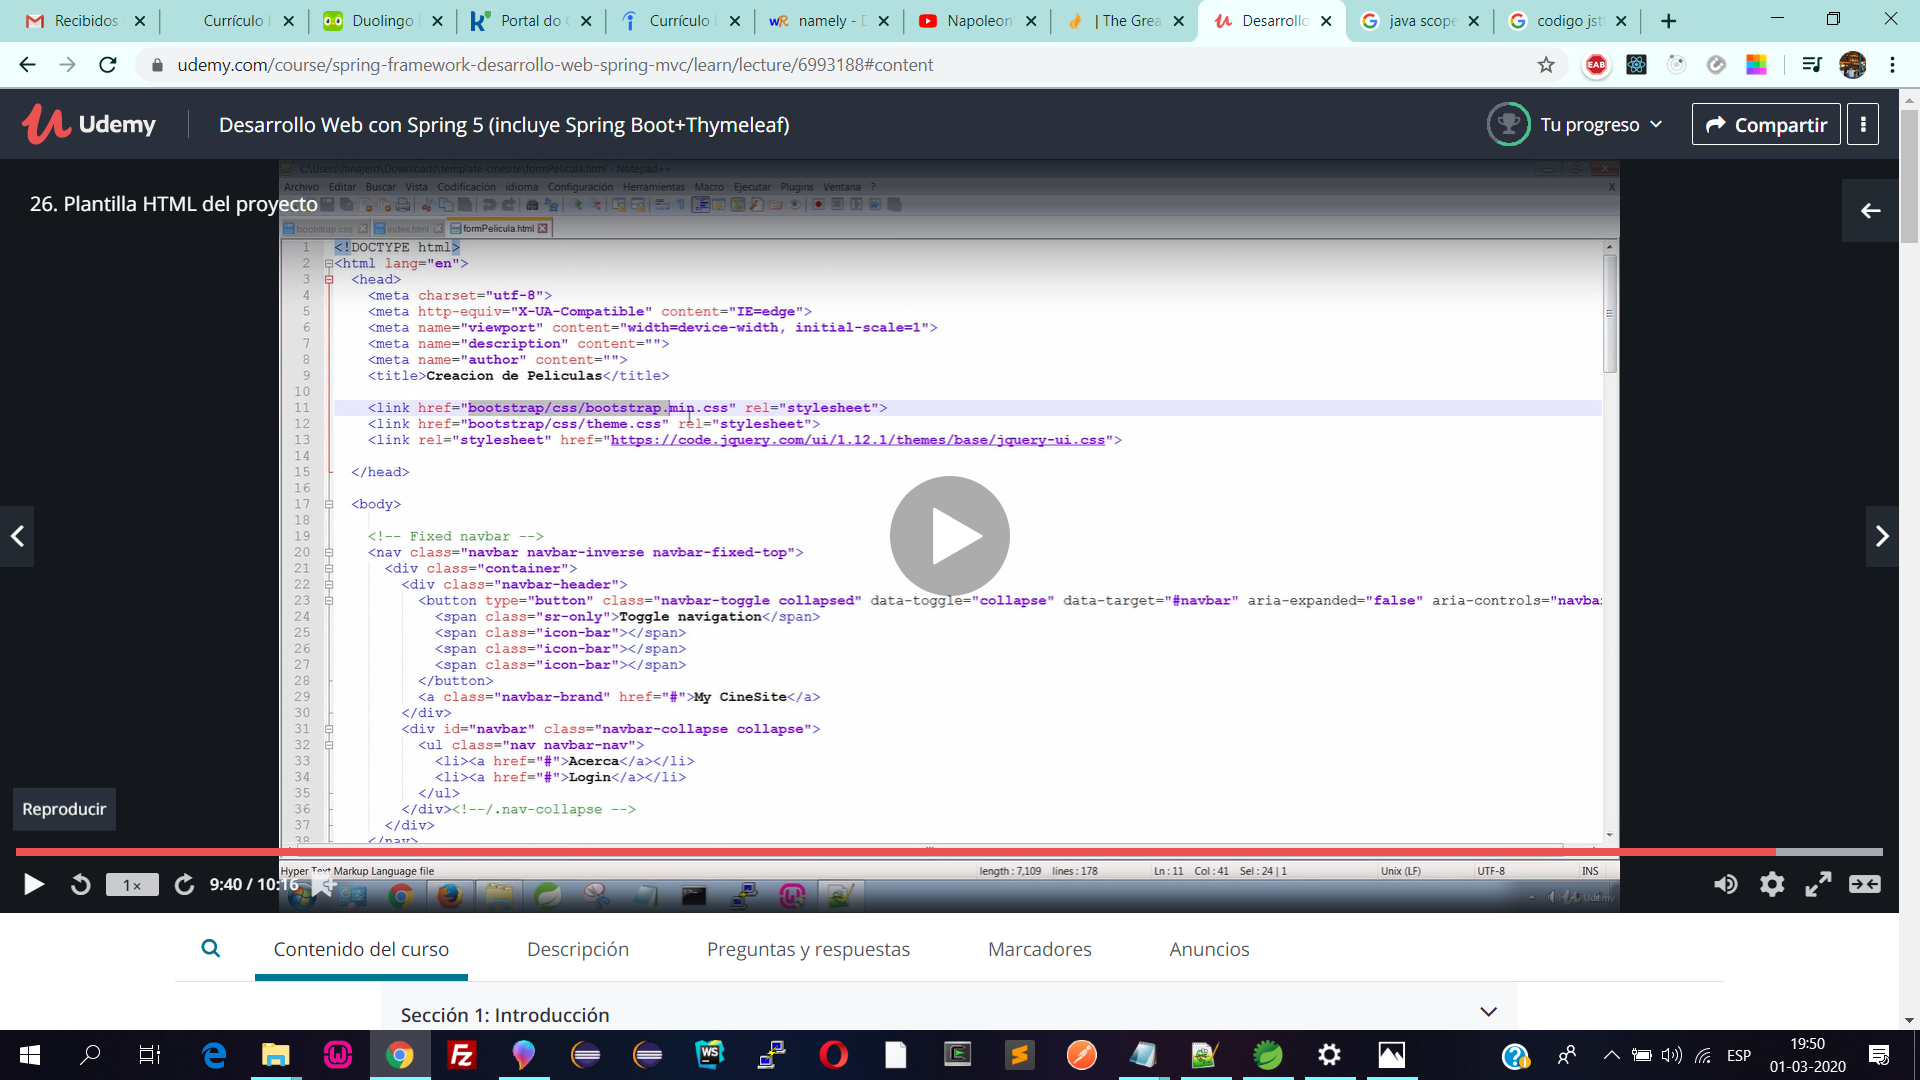 Recibidos
Currículo
Duolingo
Portal do
Currículo
namely - D
Napoleon
| The Grea
Desarrollo
java scope
codigo jst
udemy.com/course/spring-framework-desarrollo-web-spring-mvc/learn/lecture/6993188#content
Udemy
Desarrollo Web con Spring 5 (incluye Spring Boot+Thymeleaf)
Tu progreso
Compartir
C:\Users\itinajero\Downloads\template-cinesite\formPelicula.html - Notepad++
Archivo Editar Buscar Vista Codificación idioma Configuración Herramientas Macro Ejecutar Plugins Ventana ? X
26. Plantilla HTML del proyecto
bootstrap.css index.html formPelicula.html
1 <!DOCTYPE html>
2 <html lang="en">
3 <head>
4 <meta charset="utf-8">
5 <meta http-equiv="X-UA-Compatible" content="IE=edge">
6 <meta name="viewport" content="width=device-width, initial-scale=1">
7 <meta name="description" content="">
8 <meta name="author" content="">
9 <title>Creacion de Peliculas</title>
10
11 <link href="bootstrap/css/bootstrap.min.css" rel="stylesheet">
12 <link href="bootstrap/css/theme.css" rel="stylesheet">
13 <link rel="stylesheet" href="https://code.jquery.com/ui/1.12.1/themes/base/jquery-ui.css">
14
15 </head>
16
17 <body>
18
19 <!-- Fixed navbar -->
20 <nav class="navbar navbar-inverse navbar-fixed-top">
21 <div class="container">
22 <div class="navbar-header">
23 <button type="button" class="navbar-toggle collapsed" data-toggle="collapse" data-target="#navbar" aria-expanded="false" aria-controls="navba
24 <span class="sr-only">Toggle navigation</span>
25 <span class="icon-bar"></span>
26 <span class="icon-bar"></span>
27 <span class="icon-bar"></span>
28 </button>
29 <a class="navbar-brand" href="#">My CineSite</a>
30 </div>
31 <div id="navbar" class="navbar-collapse collapse">
32 <ul class="nav navbar-nav">
33 <li><a href="#">Acerca</a></li>
34 <li><a href="#">Login</a></li>
35 </ul>
36 </div><!--/.nav-collapse -->
37 </div>
38 </nav>
Reproducir
Hyper Text Markup Language file length : 7,109 lines : 178 Ln : 11 Col : 41 Sel : 24 | 1 Unix (LF) UTF-8 INS
1×
9:40 / 10:16
Udemy
Contenido del curso
Descripción
Preguntas y respuestas
Marcadores
Anuncios
Sección 1: Introducción
ESP
19:50
01-03-2020